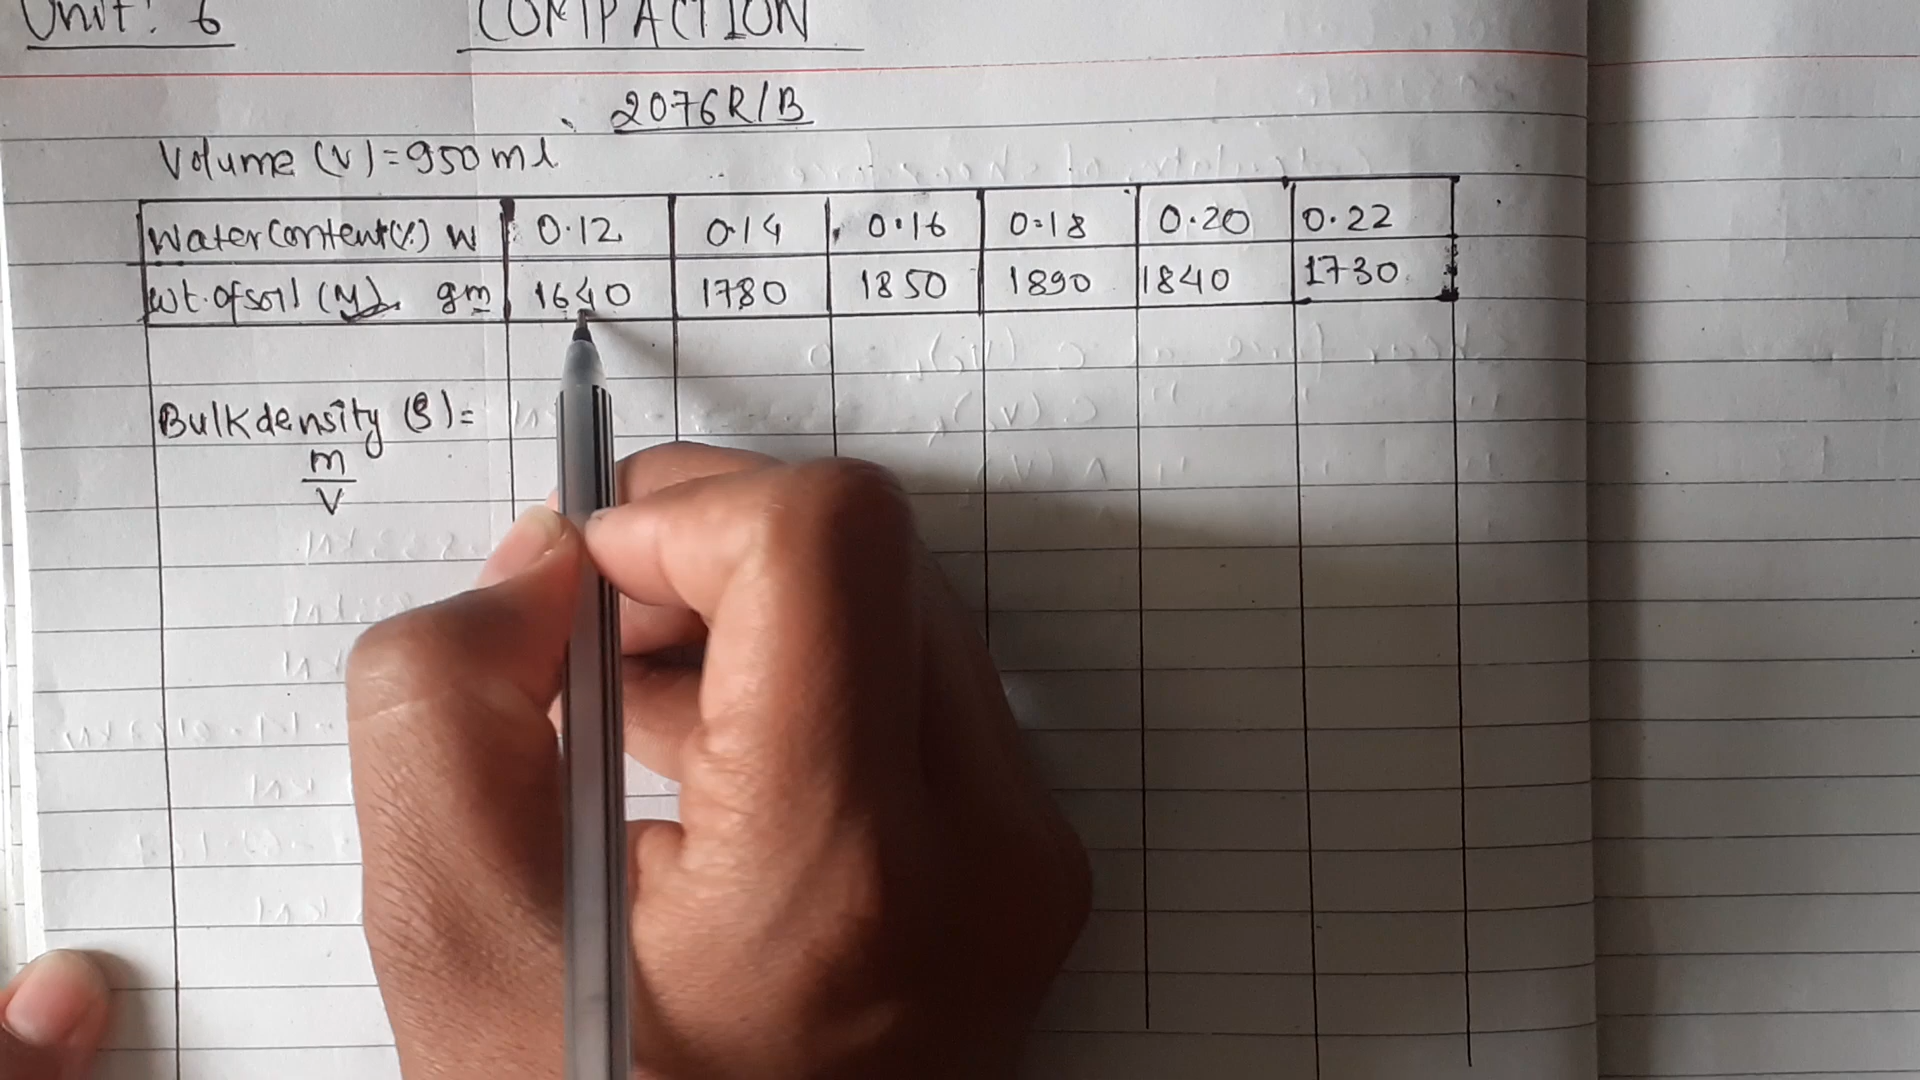 Unit: 6
COMPACTION
2076 R/B
Volume (V) = 950 ml
Water Content (%) w 0.12 0.14 0.16 0.18 0.20 0.22
Wt. of soil (M) gm 1640 1780 1850 1890 1840 1730
Bulk density (ρ) =
m
V